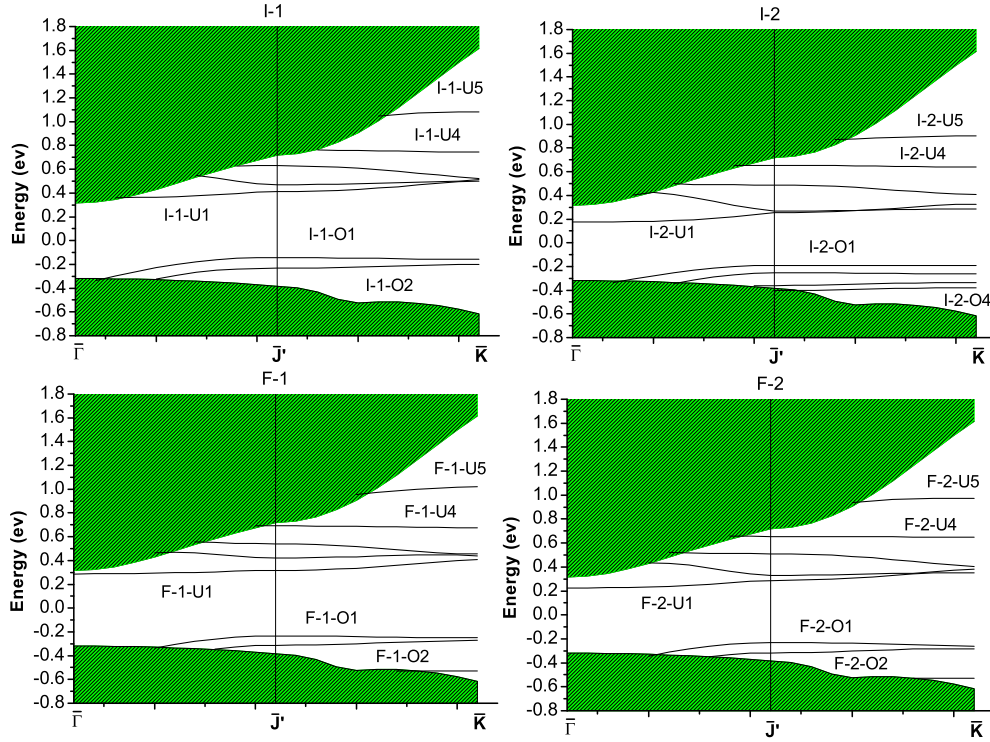 I-1
1.8
1.6
1.4
1.2
1.0
0.8
0.6
0.4
0.2
0.0
-0.2
-0.4
-0.6
-0.8
Energy (ev)
I-1-U5
I-1-U4
I-1-U1
I-1-O1
I-1-O2
Γ̄
J̄'
K̄
I-2
1.8
1.6
1.4
1.2
1.0
0.8
0.6
0.4
0.2
0.0
-0.2
-0.4
-0.6
-0.8
Energy (ev)
I-2-U5
I-2-U4
I-2-U1
I-2-O1
I-2-O4
Γ̄
J̄'
K̄
F-1
1.8
1.6
1.4
1.2
1.0
0.8
0.6
0.4
0.2
0.0
-0.2
-0.4
-0.6
-0.8
Energy (ev)
F-1-U5
F-1-U4
F-1-U1
F-1-O1
F-1-O2
Γ̄
J̄'
K̄
F-2
1.8
1.6
1.4
1.2
1.0
0.8
0.6
0.4
0.2
0.0
-0.2
-0.4
-0.6
-0.8
Energy (ev)
F-2-U5
F-2-U4
F-2-U1
F-2-O1
F-2-O2
Γ̄
J̄'
K̄